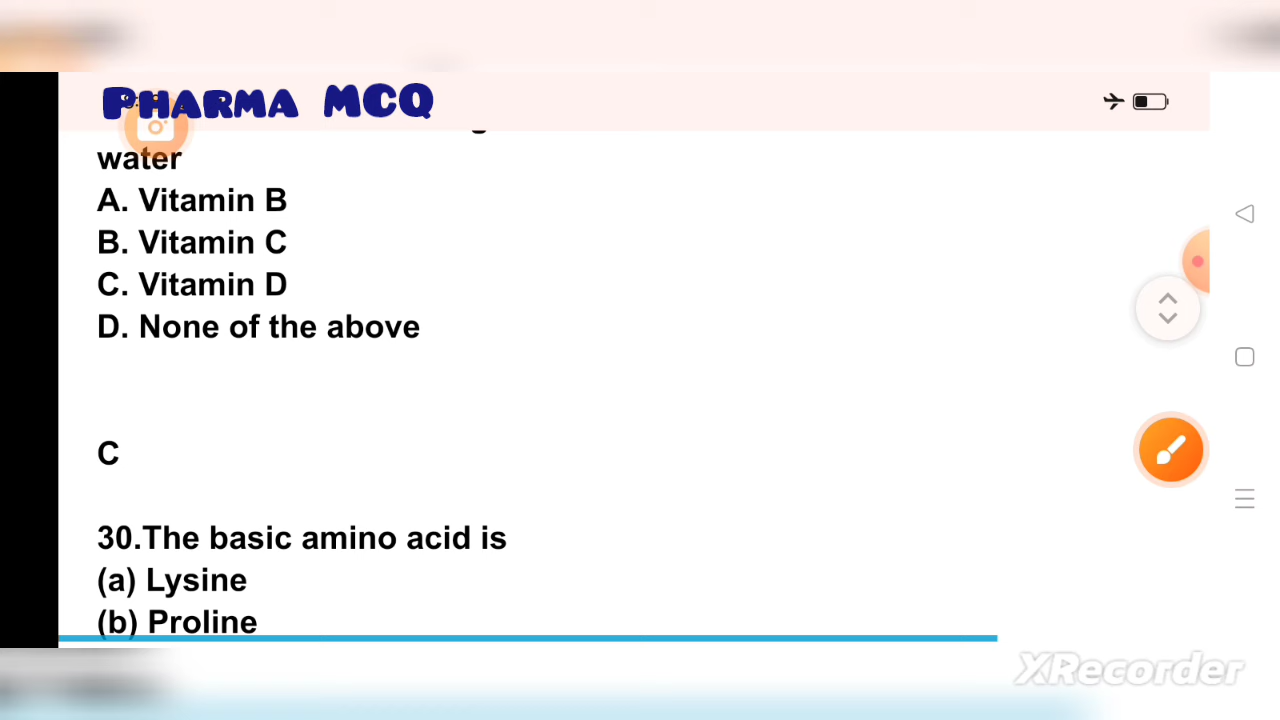 PHARMA MCQ
water
A. Vitamin B
B. Vitamin C
C. Vitamin D
D. None of the above
C
30.The basic amino acid is
(a) Lysine
(b) Proline
XRecorder